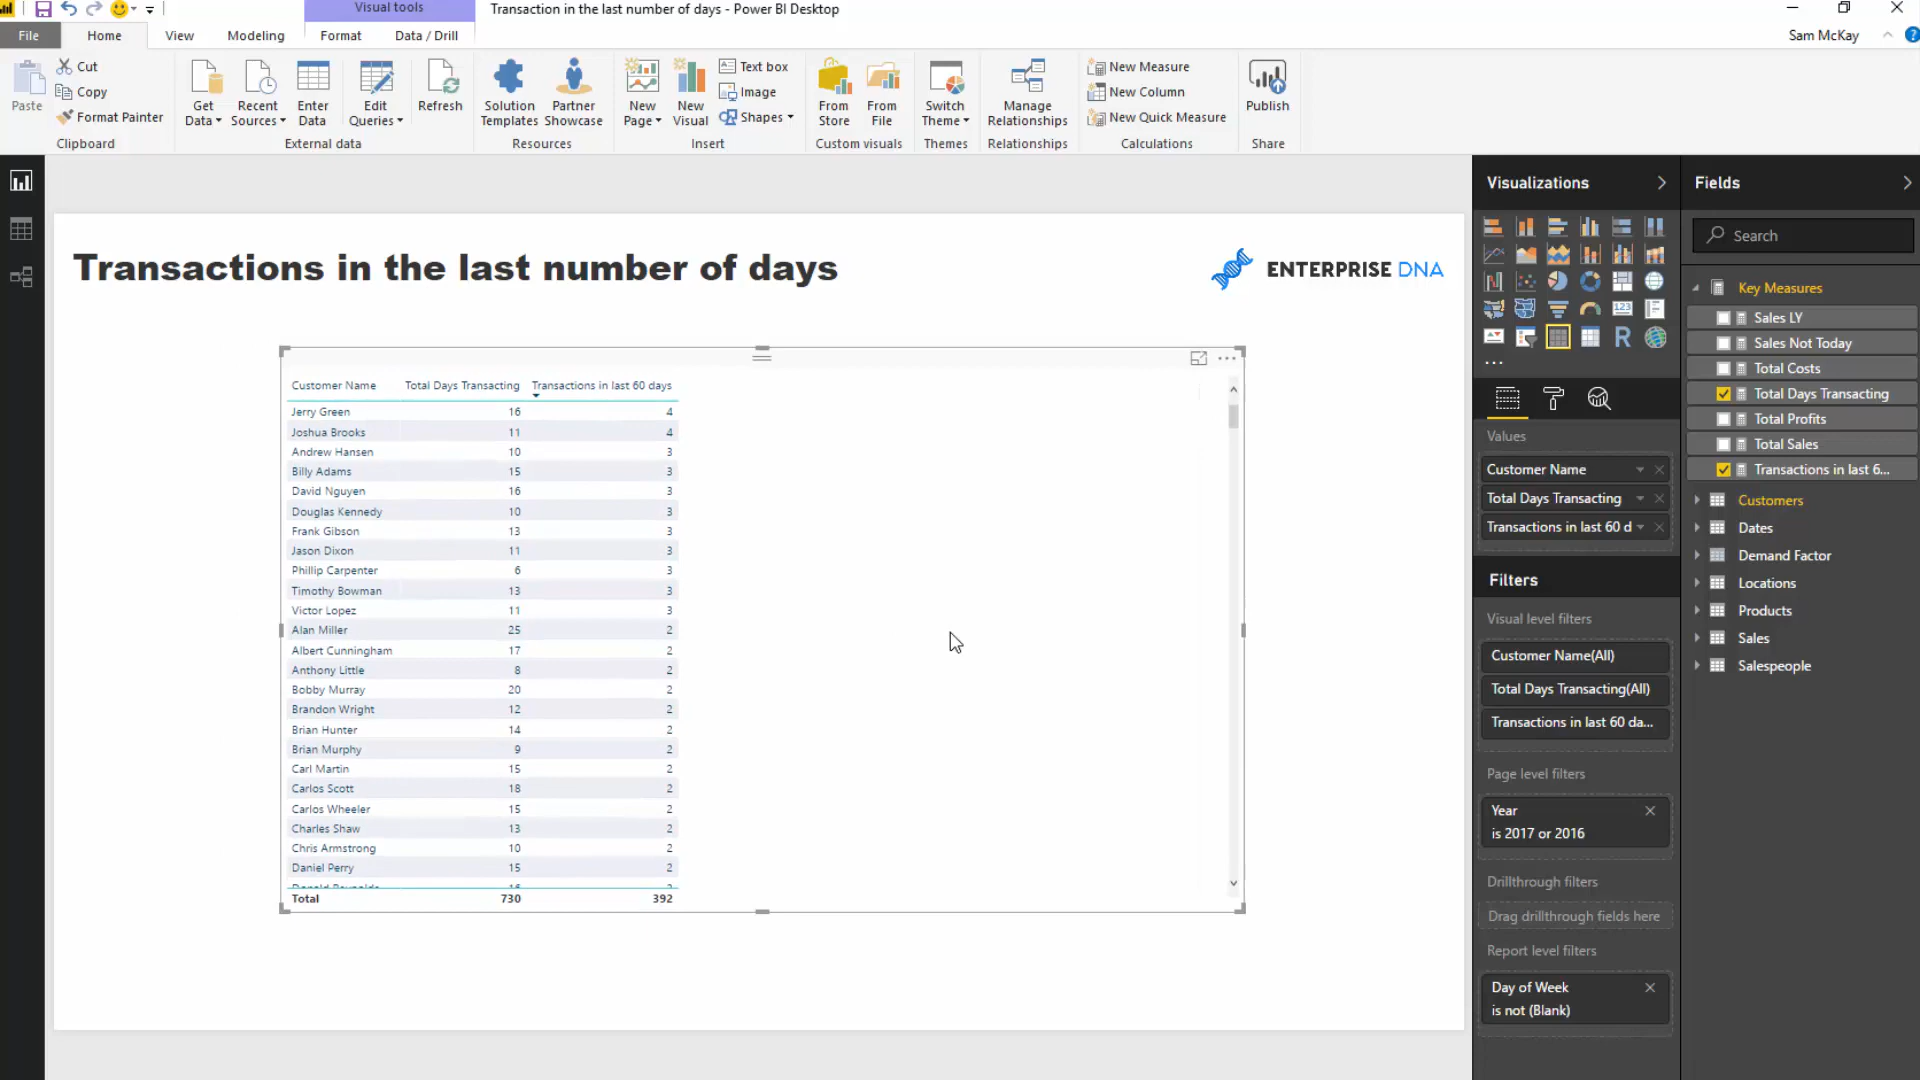 Visual tools
Transaction in the last number of days - Power BI Desktop
File
Home
View
Modeling
Format
Data / Drill
Sam McKay
Paste
Cut
Copy
Format Painter
Clipboard
Get Data
Recent Sources
Enter Data
Edit Queries
Refresh
External data
Solution Templates
Partner Showcase
Resources
New Page
New Visual
Text box
Image
Shapes
Insert
From Store
From File
Custom visuals
Switch Theme
Themes
Manage Relationships
Relationships
New Measure
New Column
New Quick Measure
Calculations
Publish
Share
Transactions in the last number of days
ENTERPRISE DNA
Customer Name Total Days Transacting Transactions in last 60 days
Jerry Green 16 4
Joshua Brooks 11 4
Andrew Hansen 10 3
Billy Adams 15 3
David Nguyen 16 3
Douglas Kennedy 10 3
Frank Gibson 13 3
Jason Dixon 11 3
Phillip Carpenter 6 3
Timothy Bowman 13 3
Victor Lopez 11 3
Alan Miller 25 2
Albert Cunningham 17 2
Anthony Little 8 2
Bobby Murray 20 2
Brandon Wright 12 2
Brian Hunter 14 2
Brian Murphy 9 2
Carl Martin 15 2
Carlos Scott 18 2
Carlos Wheeler 15 2
Charles Shaw 13 2
Chris Armstrong 10 2
Daniel Perry 15 2
Total 730 392
Visualizations
123
R
Values
Customer Name
Total Days Transacting
Transactions in last 60 d
Filters
Visual level filters
Customer Name(All)
Total Days Transacting(All)
Transactions in last 60 da...
Page level filters
Year
is 2017 or 2016
Drillthrough filters
Drag drillthrough fields here
Report level filters
Day of Week
is not (Blank)
Fields
Search
Key Measures
Sales LY
Sales Not Today
Total Costs
Total Days Transacting
Total Profits
Total Sales
Transactions in last 6...
Customers
Dates
Demand Factor
Locations
Products
Sales
Salespeople